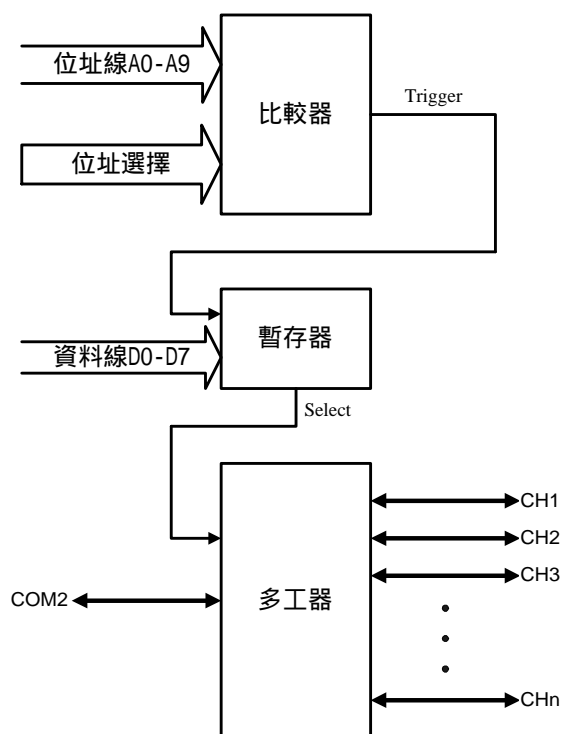 位址線A0-A9
比較器
Trigger
位址選擇
暫存器
資料線D0-D7
Select
CH1
CH2
CH3
COM2
多工器
CHn